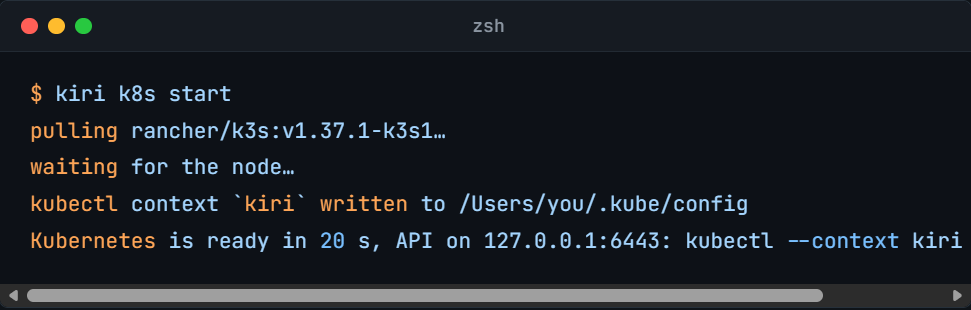 zsh
$ kiri k8s start
pulling rancher/k3s:v1.37.1-k3s1…
waiting for the node…
kubectl context `kiri` written to /Users/you/.kube/config
Kubernetes is ready in 20 s, API on 127.0.0.1:6443: kubectl --context kiri